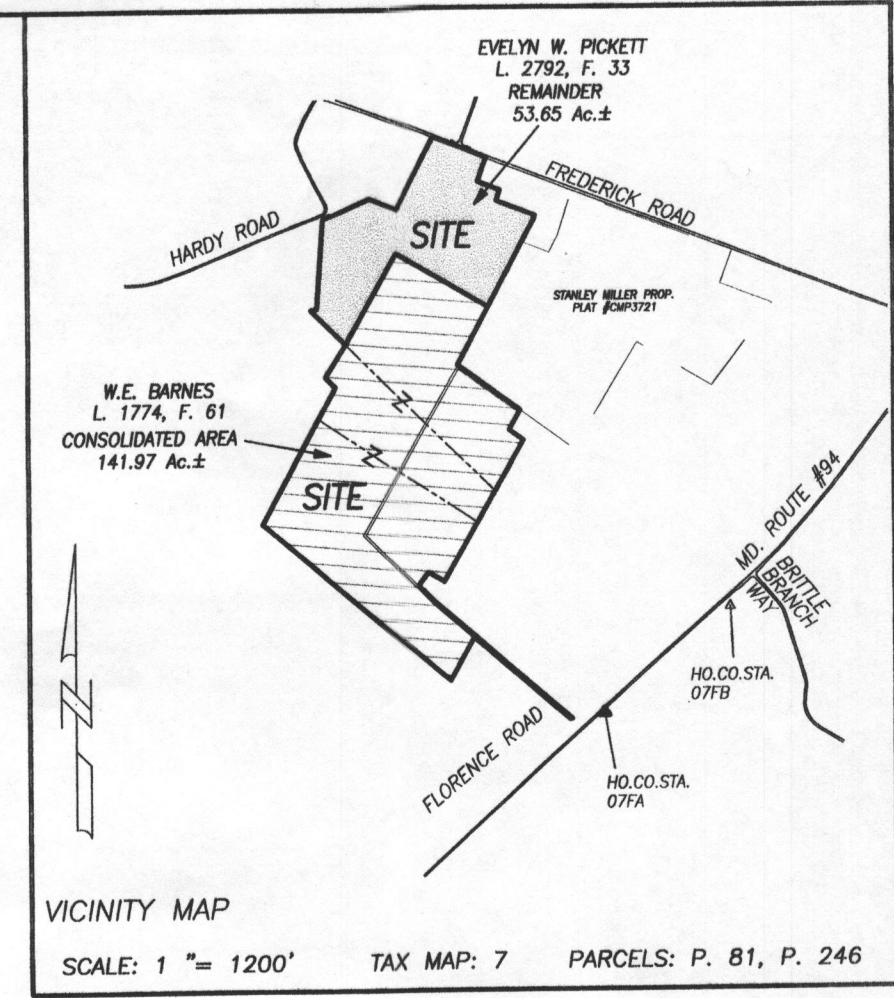 EVELYN W. PICKETT
L. 2792, F. 33
REMAINDER
53.65 Ac.±
FREDERICK ROAD
HARDY ROAD
SITE
STANLEY MILLER PROP.
PLAT #CMP3721
W.E. BARNES
L. 1774, F. 61
CONSOLIDATED AREA
141.97 Ac.±
SITE
Z
Z
MD. ROUTE #94
BRITTLE
BRANCH
WAY
HO.CO.STA.
07FB
FLORENCE ROAD
HO.CO.STA.
07FA
N
VICINITY MAP
SCALE: 1 "= 1200' TAX MAP: 7 PARCELS: P. 81, P. 246